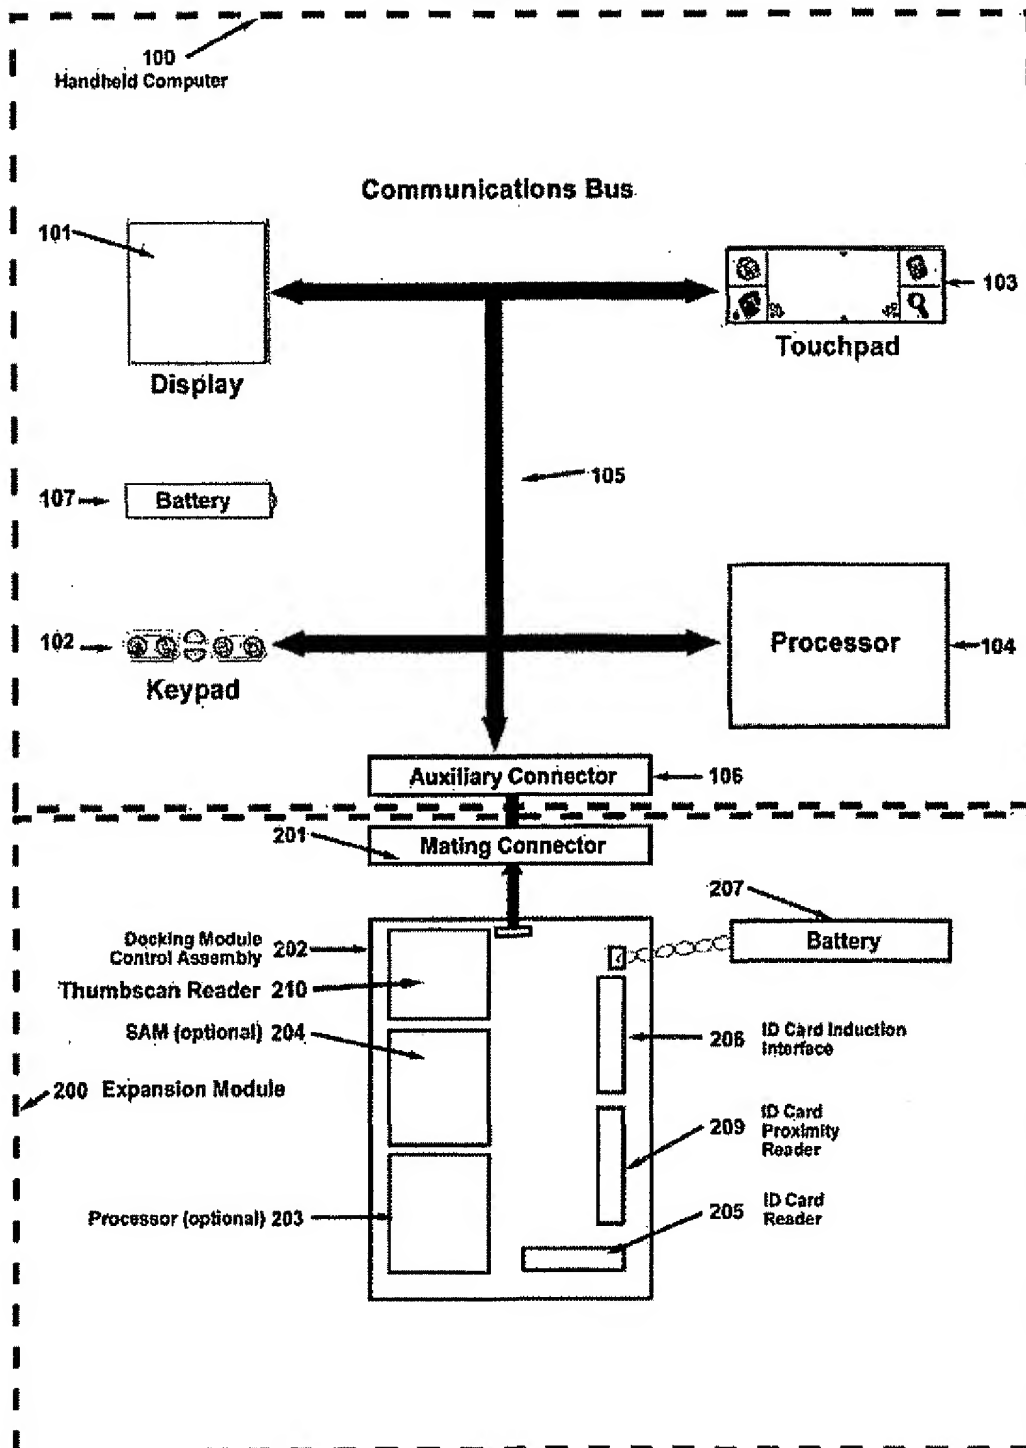 100
Handheld Computer
Communications Bus
101
103
Display
Touchpad
105
107
Battery
102
Keypad
Processor
104
Auxiliary Connector
106
201
Mating Connector
207
Battery
Docking Module
Control Assembly 202
Thumbscan Reader 210
SAM (optional) 204
206 ID Card Induction
Interface
200 Expansion Module
209 ID Card
Proximity
Reader
Processor (optional) 203
205 ID Card
Reader